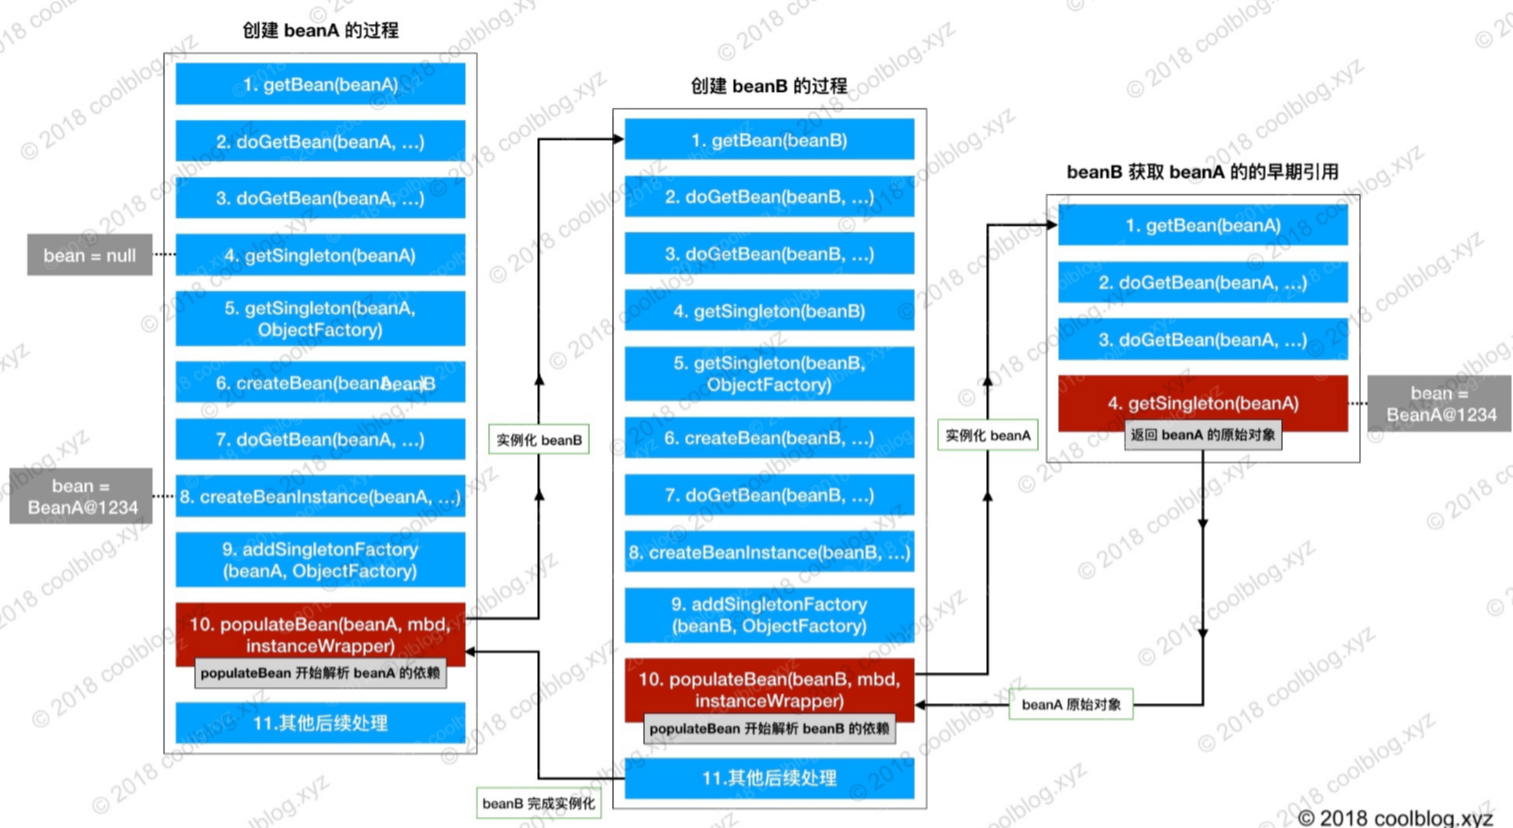 创建 beanA 的过程
1. getBean(beanA)
2. doGetBean(beanA, ...)
3. doGetBean(beanA, ...)
bean = null
4. getSingleton(beanA)
5. getSingleton(beanA,
ObjectFactory)
6. createBean(beanA,
7. doGetBean(beanA, ...)
bean =
BeanA@1234
8. createBeanInstance(beanA, ...)
9. addSingletonFactory
(beanA, ObjectFactory)
10. populateBean(beanA, mbd,
instanceWrapper)
populateBean 开始解析 beanA 的依赖
11.其他后续处理
实例化 beanB
beanB 完成实例化
创建 beanB 的过程
1. getBean(beanB)
2. doGetBean(beanB, ...)
3. doGetBean(beanB, ...)
4. getSingleton(beanB)
5. getSingleton(beanB,
ObjectFactory)
6. createBean(beanB, ...)
7. doGetBean(beanB, ...)
8. createBeanInstance(beanB, ...)
9. addSingletonFactory
(beanB, ObjectFactory)
10. populateBean(beanB, mbd,
instanceWrapper)
populateBean 开始解析 beanB 的依赖
11.其他后续处理
实例化 beanA
beanA 原始对象
beanB 获取 beanA 的的早期引用
1. getBean(beanA)
2. doGetBean(beanA, ...)
3. doGetBean(beanA, ...)
4. getSingleton(beanA)
返回 beanA 的原始对象
bean =
BeanA@1234
© 2018 coolblog.xyz